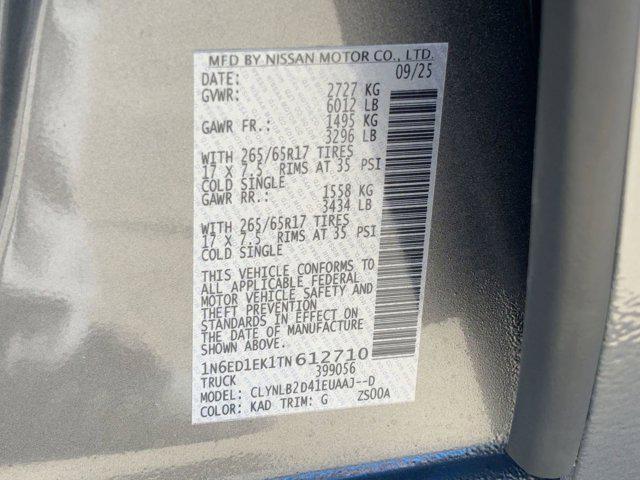 MFD BY NISSAN MOTOR CO., LTD.
DATE: 09/25
GVWR: 2727 KG
6012 LB
GAWR FR.: 1495 KG
3296 LB
WITH 265/65R17 TIRES
17 X 7.5 RIMS AT 35 PSI
COLD SINGLE
GAWR RR.: 1558 KG
3434 LB
WITH 265/65R17 TIRES
17 X 7.5 RIMS AT 35 PSI
COLD SINGLE
THIS VEHICLE CONFORMS TO
ALL APPLICABLE FEDERAL
MOTOR VEHICLE SAFETY AND
THEFT PREVENTION
STANDARDS IN EFFECT ON
THE DATE OF MANUFACTURE
SHOWN ABOVE.
1N6ED1EK1TN612710
TRUCK 399056
MODEL: CLYNLB2D41EUAAJ--D
COLOR: KAD TRIM: G ZS00A